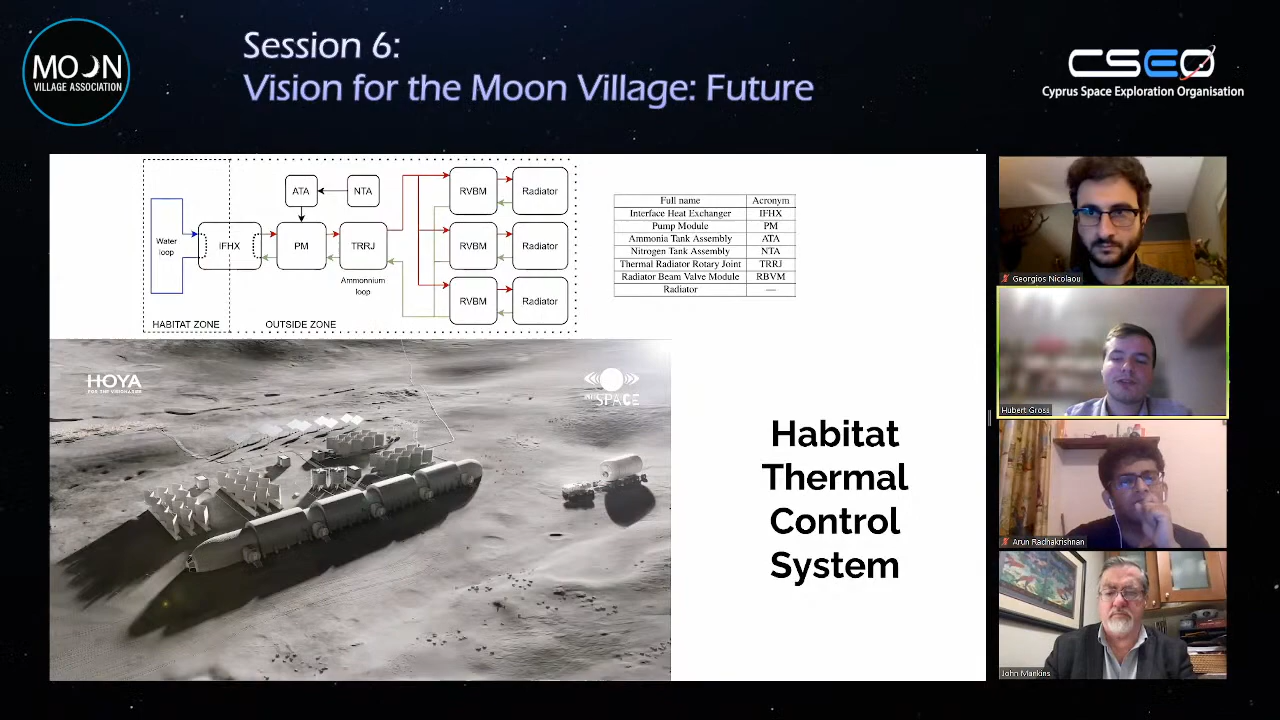 MOON
VILLAGE ASSOCIATION
Session 6:
Vision for the Moon Village: Future
CSEO
Cyprus Space Exploration Organisation
ATA
NTA
RVBM
Radiator
Water
loop
IFHX
PM
TRRJ
RVBM
Radiator
Ammonnium
loop
RVBM
Radiator
HABITAT ZONE
OUTSIDE ZONE
Full name Acronym
Interface Heat Exchanger IFHX
Pump Module PM
Ammonia Tank Assembly ATA
Nitrogen Tank Assembly NTA
Thermal Radiator Rotary Joint TRRJ
Radiator Beam Valve Module RBVM
Radiator —
HOYA
FOR THE VISIONARIES
SPACE
Habitat
Thermal
Control
System
Georgios Nicolaou
Hubert Gross
Arun Radhakrishnan
John Mankins